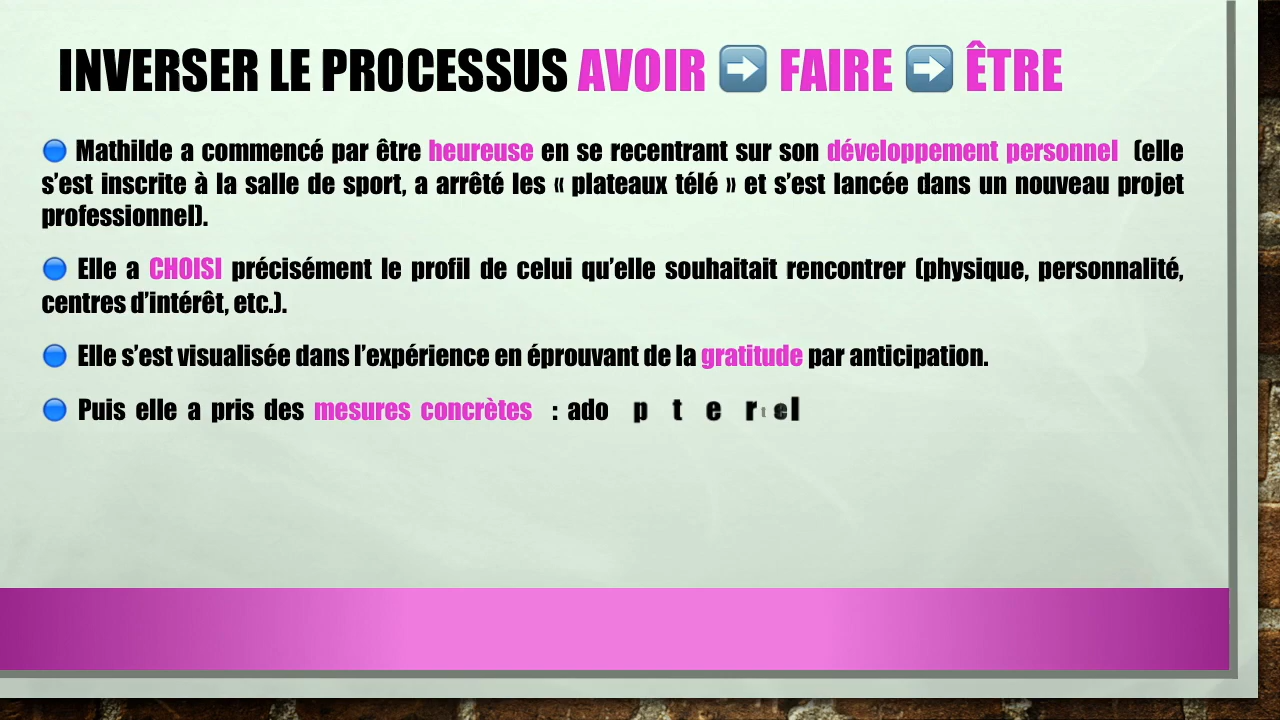 INVERSER LE PROCESSUS AVOIR ➡️ FAIRE ➡️ ÊTRE
🔵 Mathilde a commencé par être heureuse en se recentrant sur son développement personnel (elle
s’est inscrite à la salle de sport, a arrêté les « plateaux télé » et s’est lancée dans un nouveau projet
professionnel).
🔵 Elle a CHOISI précisément le profil de celui qu’elle souhaitait rencontrer (physique, personnalité,
centres d’intérêt, etc.).
🔵 Elle s’est visualisée dans l’expérience en éprouvant de la gratitude par anticipation.
🔵 Puis elle a pris des mesures concrètes : adopter